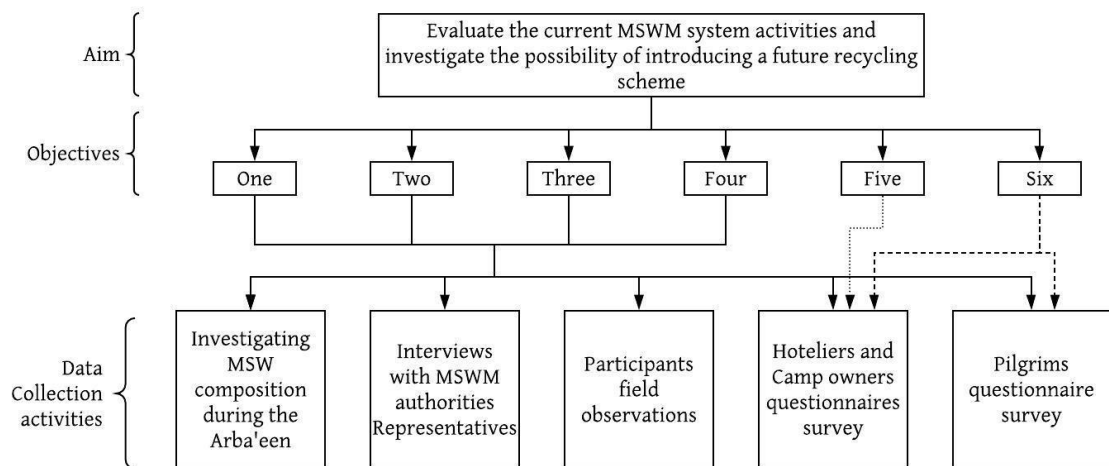 Aim
Evaluate the current MSWM system activities and
investigate the possibility of introducing a future recycling
scheme
Objectives
One
Two
Three
Four
Five
Six
Data
Collection
activities
Investigating
MSW
composition
during the
Arba'een
Interviews
with MSWM
authorities
Representatives
Participants
field
observations
Hoteliers and
Camp owners
questionnaires
survey
Pilgrims
questionnaire
survey